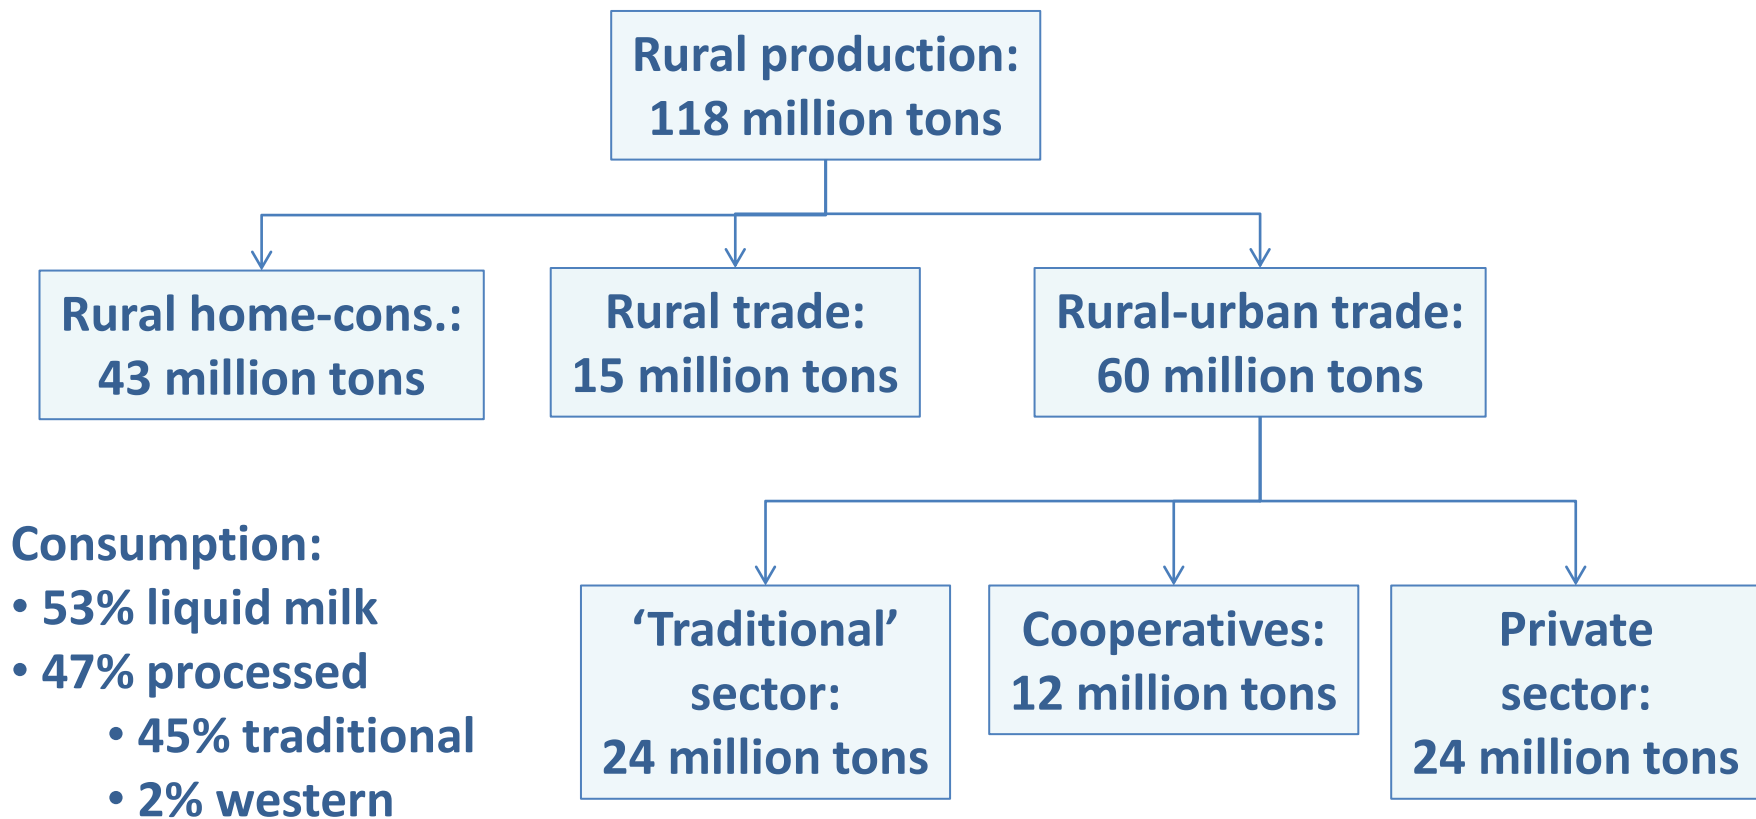 Rural production:
118 million tons
Rural home-cons.:
43 million tons
Rural trade:
15 million tons
Rural-urban trade:
60 million tons
Consumption:
• 53% liquid milk
• 47% processed
• 45% traditional
• 2% western
‘Traditional’
sector:
24 million tons
Cooperatives:
12 million tons
Private
sector:
24 million tons